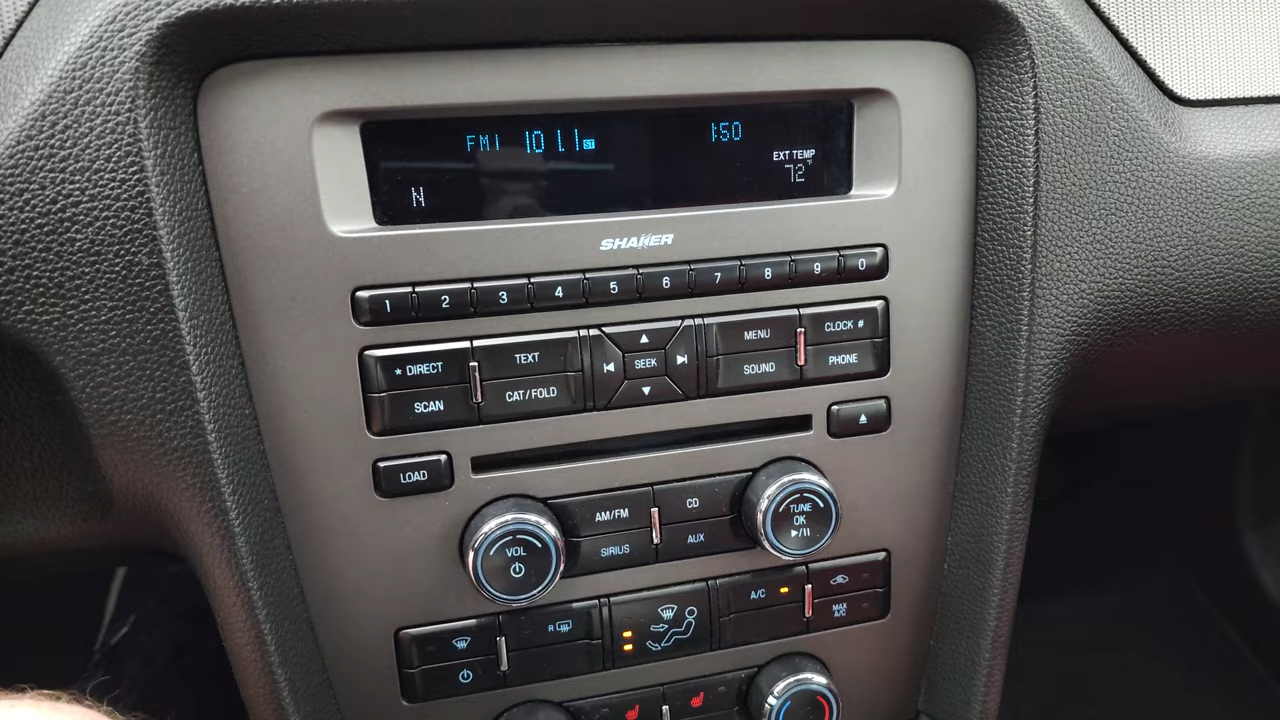 FM1 101.1 ST 1:50
EXT TEMP
72°F
N
SHAKER
1 2 3 4 5 6 7 8 9 0
* DIRECT TEXT SEEK MENU CLOCK #
SCAN CAT/FOLD SOUND PHONE
LOAD
AM/FM CD
SIRIUS AUX
VOL
TUNE
OK
A/C
R
MAX
A/C